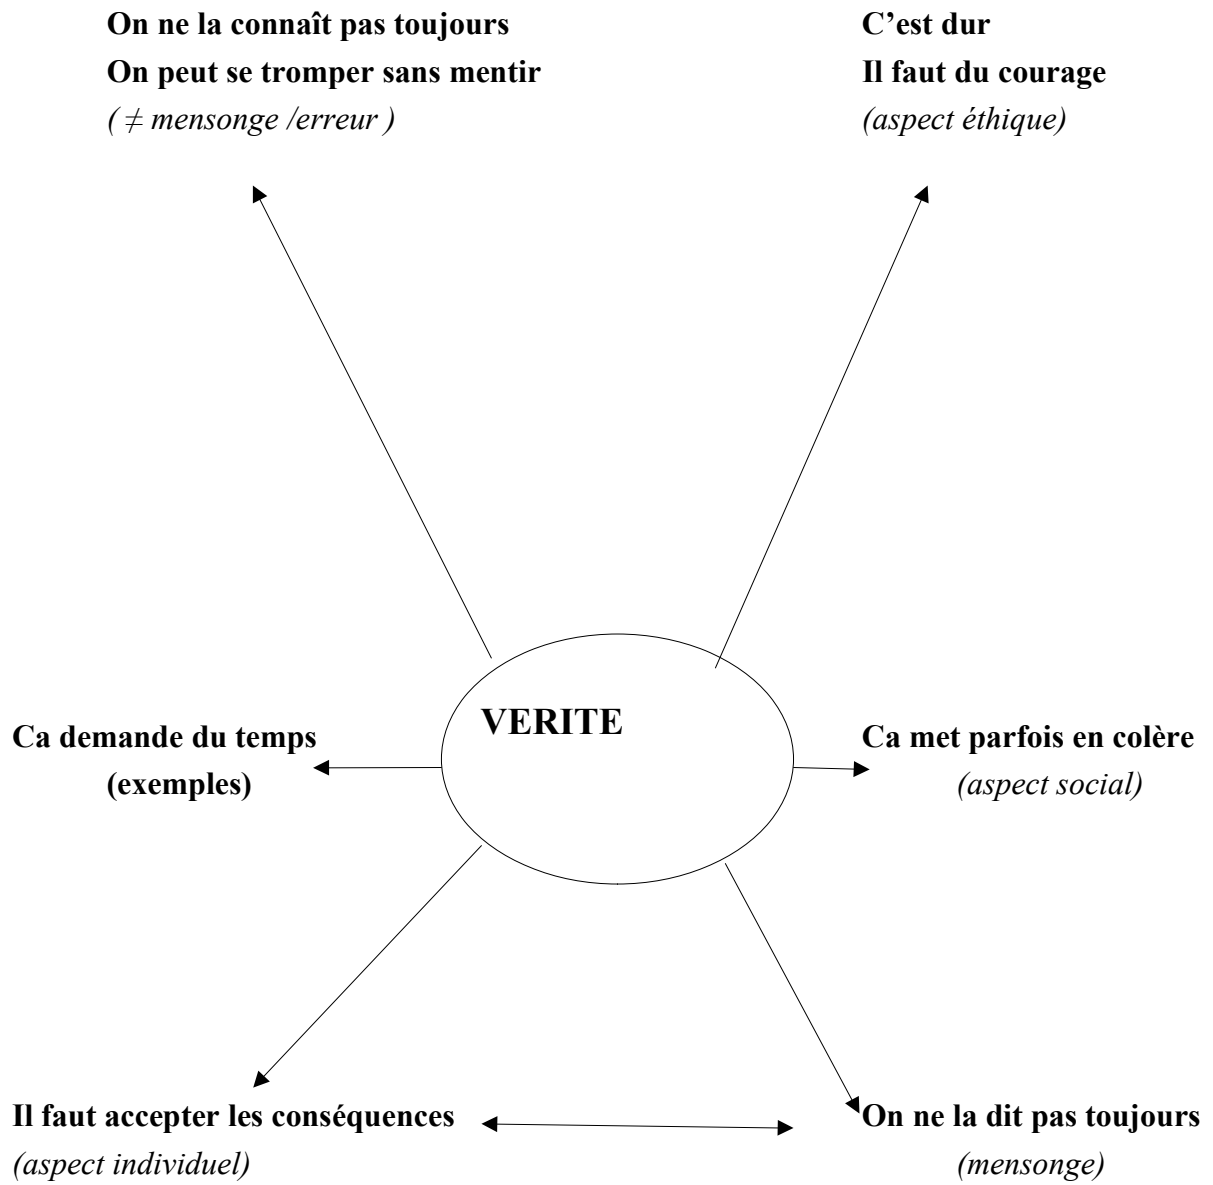 On ne la connaît pas toujours
On peut se tromper sans mentir
( ≠ mensonge /erreur )
C’est dur
Il faut du courage
(aspect éthique)
VERITE
Ca demande du temps
(exemples)
Ca met parfois en colère
(aspect social)
Il faut accepter les conséquences
(aspect individuel)
On ne la dit pas toujours
(mensonge)